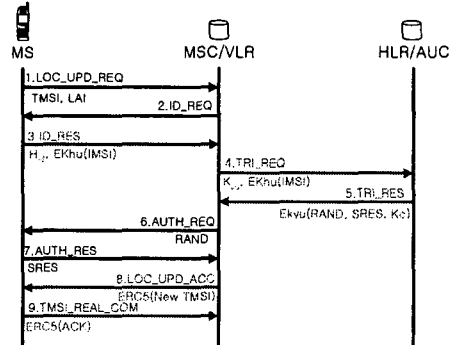 MS MSC/VLR HLR/AUC
1.LOC_UPD_REQ
TMSI, LAI
2.ID_REQ
3.ID_RES
EKhu(IMSI)
4.TRI_REQ
EKhu(IMSI)
5.TRI_RES
Ekvu(RAND, SRES, Kc)
6.AUTH_REQ
RAND
7.AUTH_RES
SRES
8.LOC_UPD_ACC
ERC5(New TMSI)
9.TMSI_REAL_COM
ERC5(ACK)